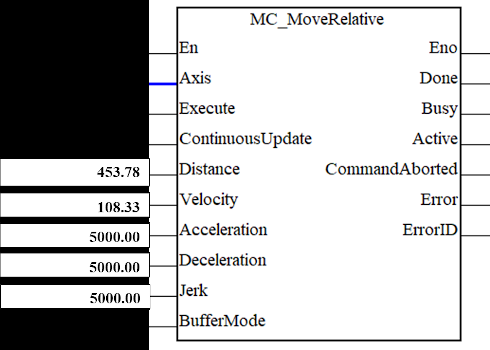 MC_MoveRelative
En Eno
Axis Done
Execute Busy
ContinuousUpdate Active
453.78 Distance CommandAborted
108.33 Velocity Error
5000.00 Acceleration ErrorID
5000.00 Deceleration
5000.00 Jerk
BufferMode